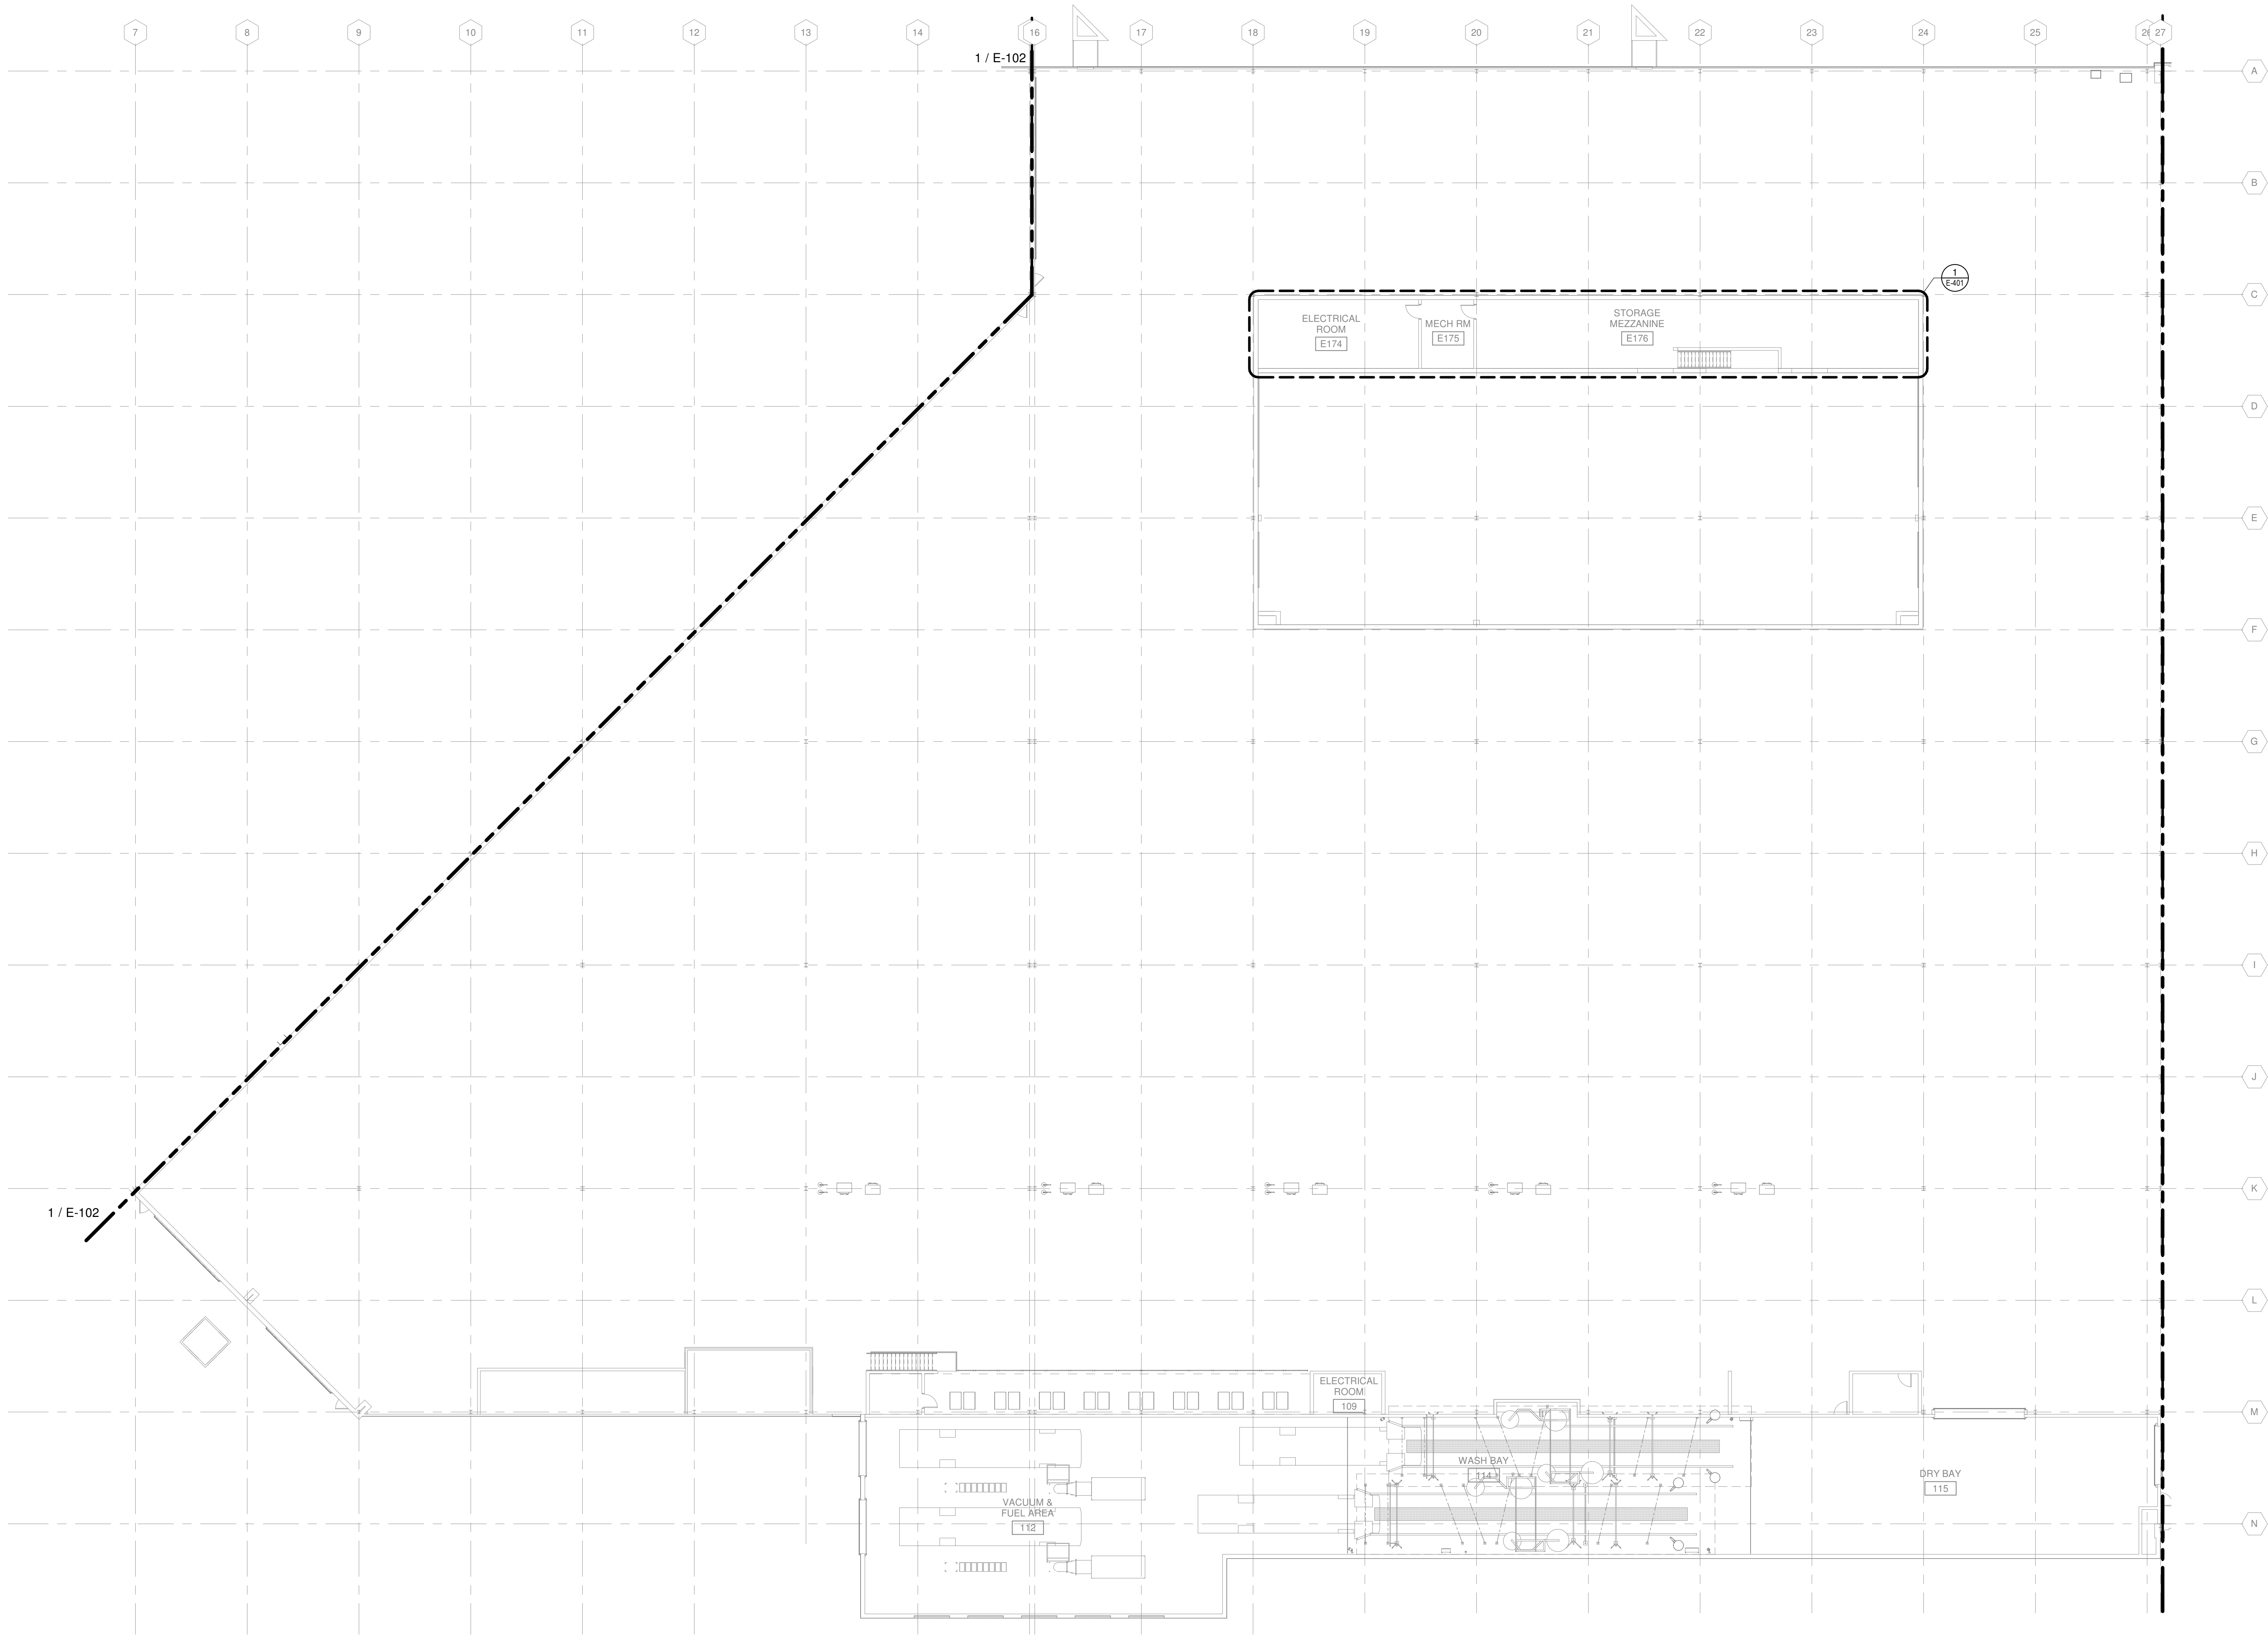 7
8
9
10
11
12
13
14
16
17
18
19
20
21
22
23
24
25
27
1 / E-102
A
B
C
D
E
F
G
H
I
J
K
L
M
N
1
E-401
ELECTRICAL
ROOM
E174
MECH RM
E175
STORAGE
MEZZANINE
E176
1 / E-102
ELECTRICAL
ROOM
109
WASH BAY
114
DRY BAY
115
VACUUM &
FUEL AREA
112